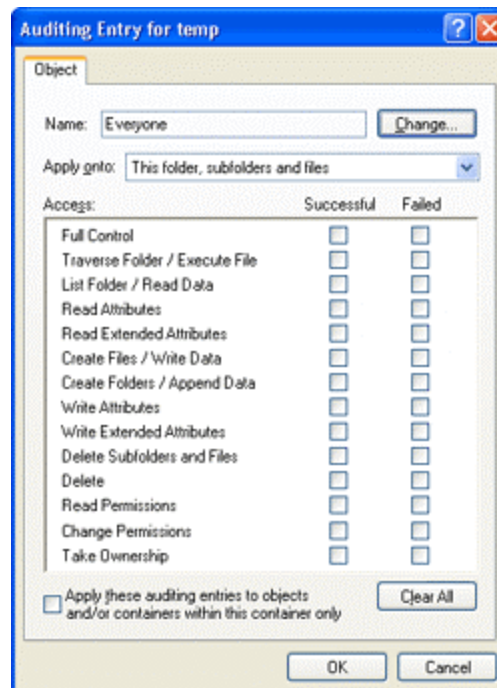 Auditing Entry for temp
Object
Name: Everyone Change...
Apply onto: This folder, subfolders and files
Access: Successful Failed
Full Control
Traverse Folder / Execute File
List Folder / Read Data
Read Attributes
Read Extended Attributes
Create Files / Write Data
Create Folders / Append Data
Write Attributes
Write Extended Attributes
Delete Subfolders and Files
Delete
Read Permissions
Change Permissions
Take Ownership
Apply these auditing entries to objects
and/or containers within this container only
Clear All
OK Cancel